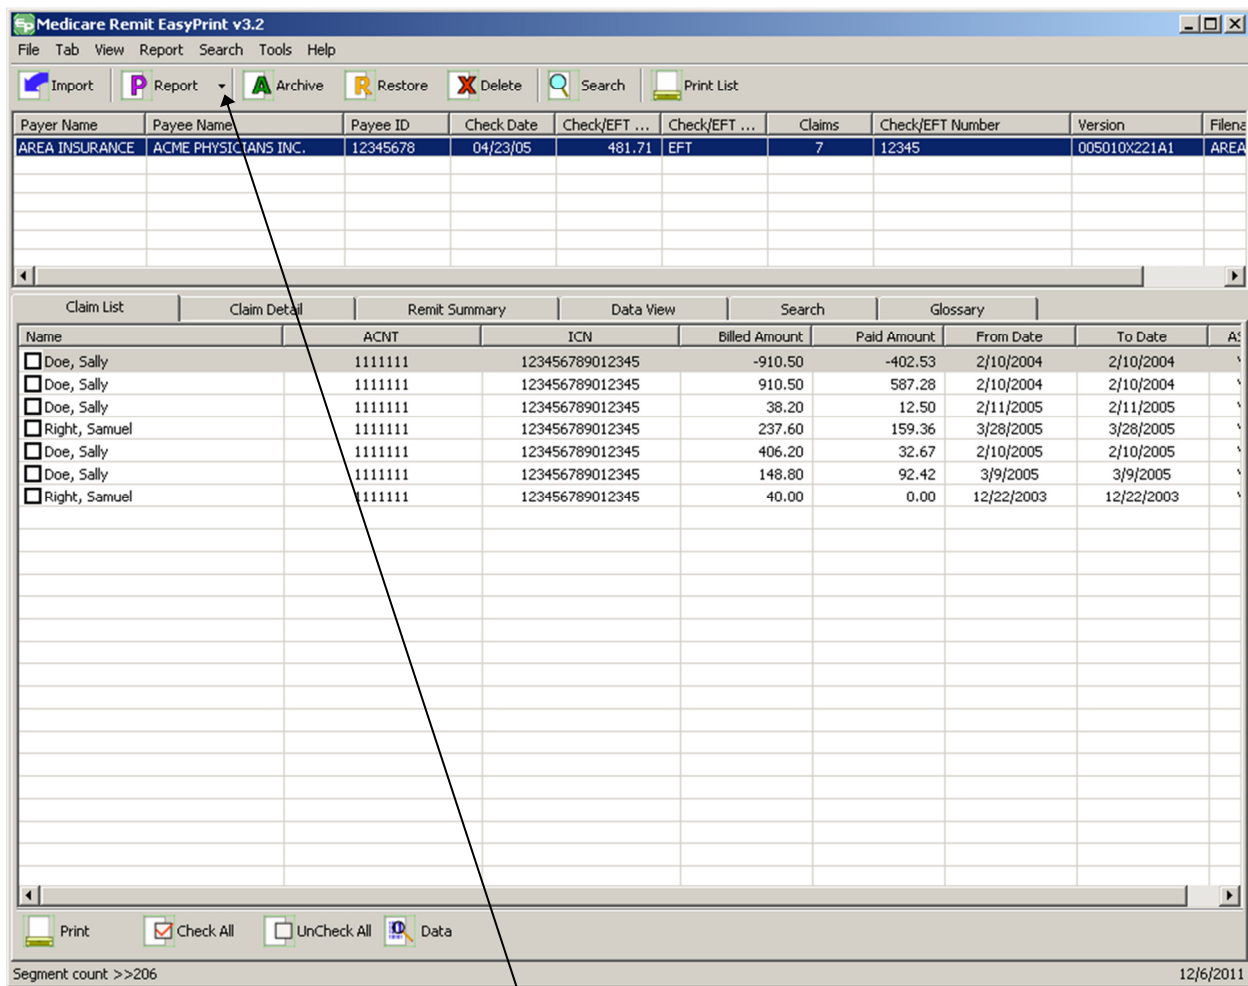 Medicare Remit EasyPrint v3.2
File Tab View Report Search Tools Help
Import Report Archive Restore Delete Search Print List
Payer Name Payee Name Payee ID Check Date Check/EFT ... Check/EFT ... Claims Check/EFT Number Version Filena
AREA INSURANCE ACME PHYSICIANS INC. 12345678 04/23/05 481.71 EFT 7 12345 005010X221A1 AREA
Claim List Claim Detail Remit Summary Data View Search Glossary
Name ACNT ICN Billed Amount Paid Amount From Date To Date AS
Doe, Sally 1111111 123456789012345 -910.50 -402.53 2/10/2004 2/10/2004
Doe, Sally 1111111 123456789012345 910.50 587.28 2/10/2004 2/10/2004
Doe, Sally 1111111 123456789012345 38.20 12.50 2/11/2005 2/11/2005
Right, Samuel 1111111 123456789012345 237.60 159.36 3/28/2005 3/28/2005
Doe, Sally 1111111 123456789012345 406.20 32.67 2/10/2005 2/10/2005
Doe, Sally 1111111 123456789012345 148.80 92.42 3/9/2005 3/9/2005
Right, Samuel 1111111 123456789012345 40.00 0.00 12/22/2003 12/22/2003
Print Check All UnCheck All Data
Segment count >>206 12/6/2011